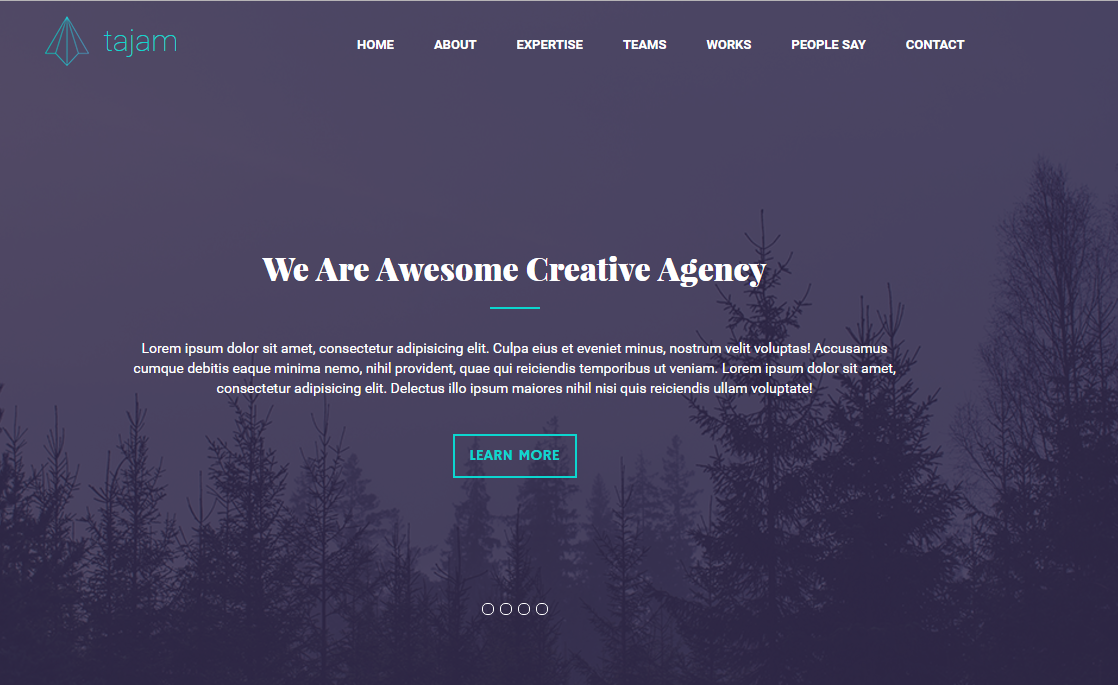 tajam
HOME ABOUT EXPERTISE TEAMS WORKS PEOPLE SAY CONTACT
We Are Awesome Creative Agency
Lorem ipsum dolor sit amet, consectetur adipisicing elit. Culpa eius et eveniet minus, nostrum velit voluptas! Accusamus
cumque debitis eaque minima nemo, nihil provident, quae qui reiciendis temporibus ut veniam. Lorem ipsum dolor sit amet,
consectetur adipisicing elit. Delectus illo ipsum maiores nihil nisi quis reiciendis ullam voluptate!
LEARN MORE